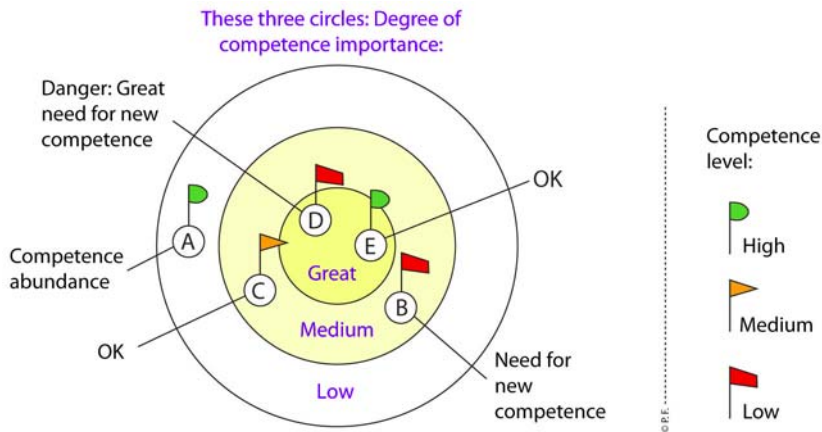 These three circles: Degree of
competence importance:
Danger: Great
need for new
competence
OK
D
E
A
Competence
abundance
Great
C
B
Medium
OK
Low
Need for
new
competence
Competence
level:
High
Medium
Low
© P. F.